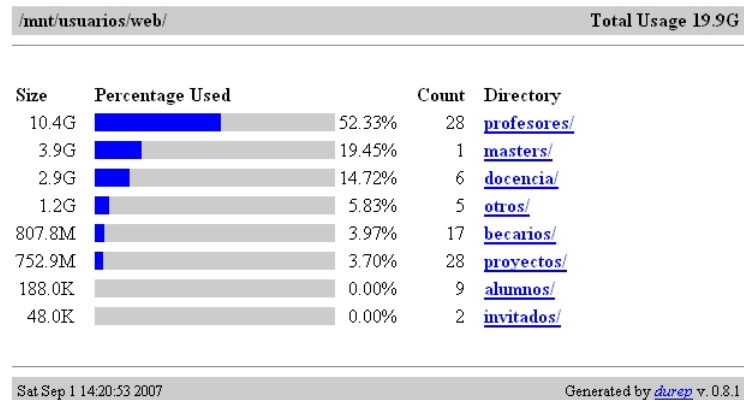 /mnt/usuarios/web/ Total Usage 19.9G
Size Percentage Used Count Directory
10.4G 52.33% 28 profesores/
3.9G 19.45% 1 masters/
2.9G 14.72% 6 docencia/
1.2G 5.83% 5 otros/
807.8M 3.97% 17 becarios/
752.9M 3.70% 28 proyectos/
188.0K 0.00% 9 alumnos/
48.0K 0.00% 2 invitados/
Sat Sep 1 14:20:53 2007 Generated by durep v. 0.8.1